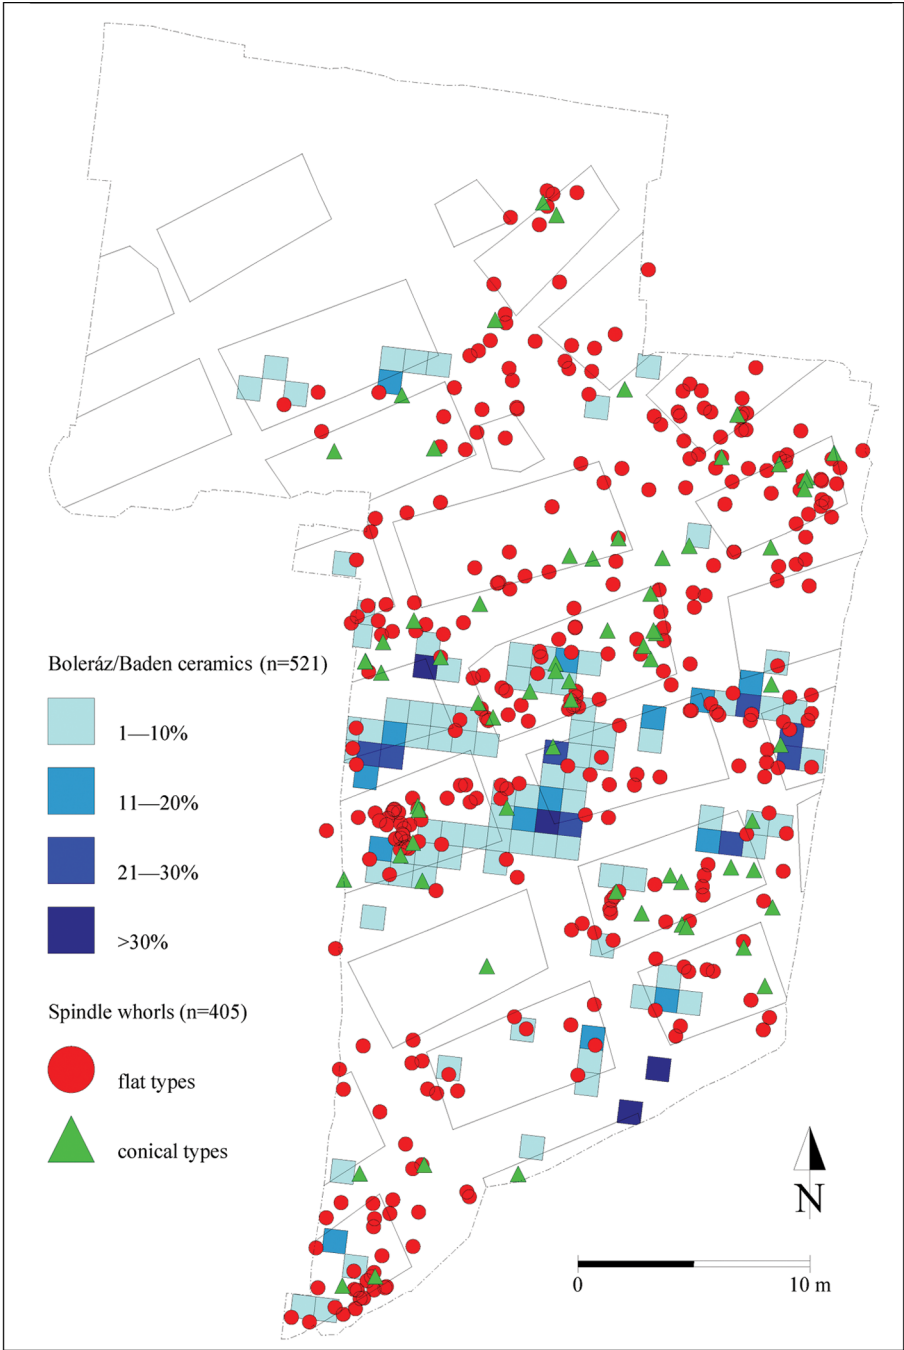 Boleráz/Baden ceramics (n=521)
1—10%
11—20%
21—30%
>30%
Spindle whorls (n=405)
flat types
conical types
N
0 10 m